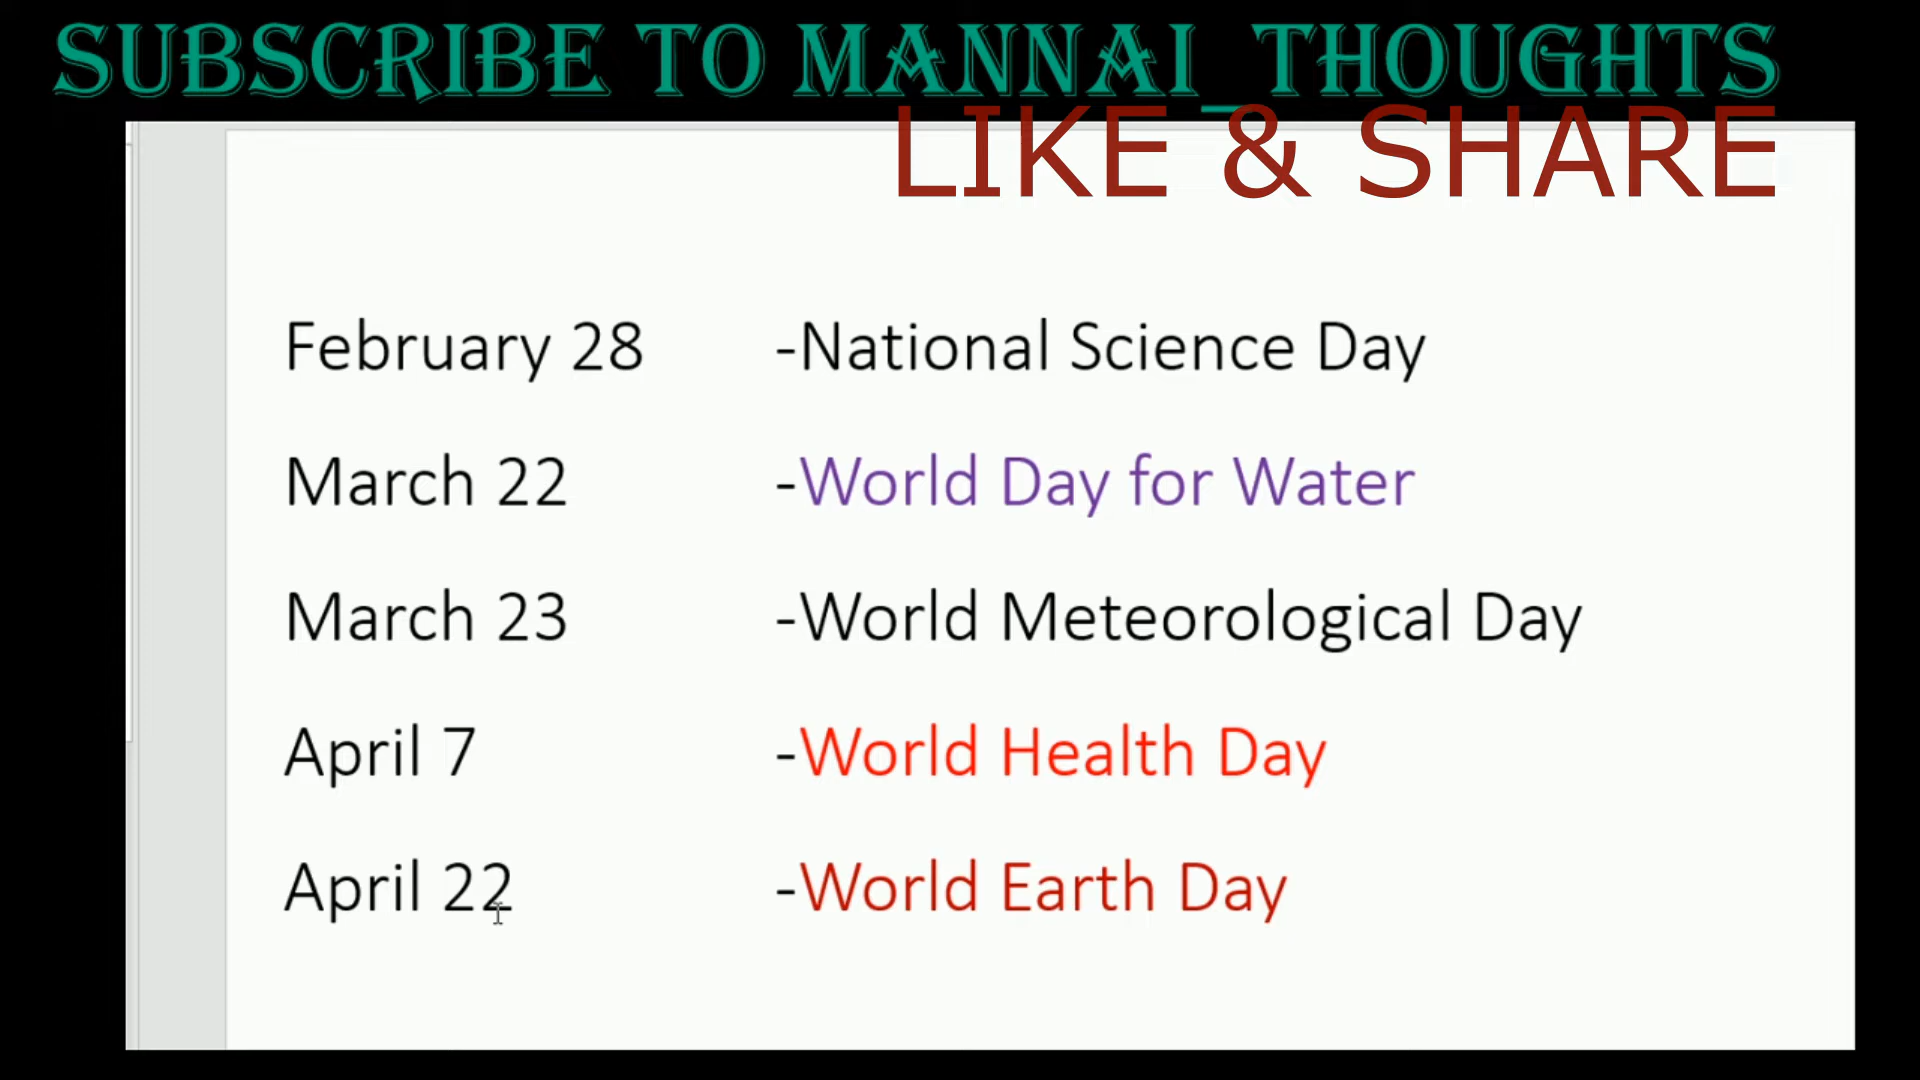 SUBSCRIBE TO MANNAI_THOUGHTS
LIKE & SHARE
February 28 -National Science Day
March 22 -World Day for Water
March 23 -World Meteorological Day
April 7 -World Health Day
April 22 -World Earth Day